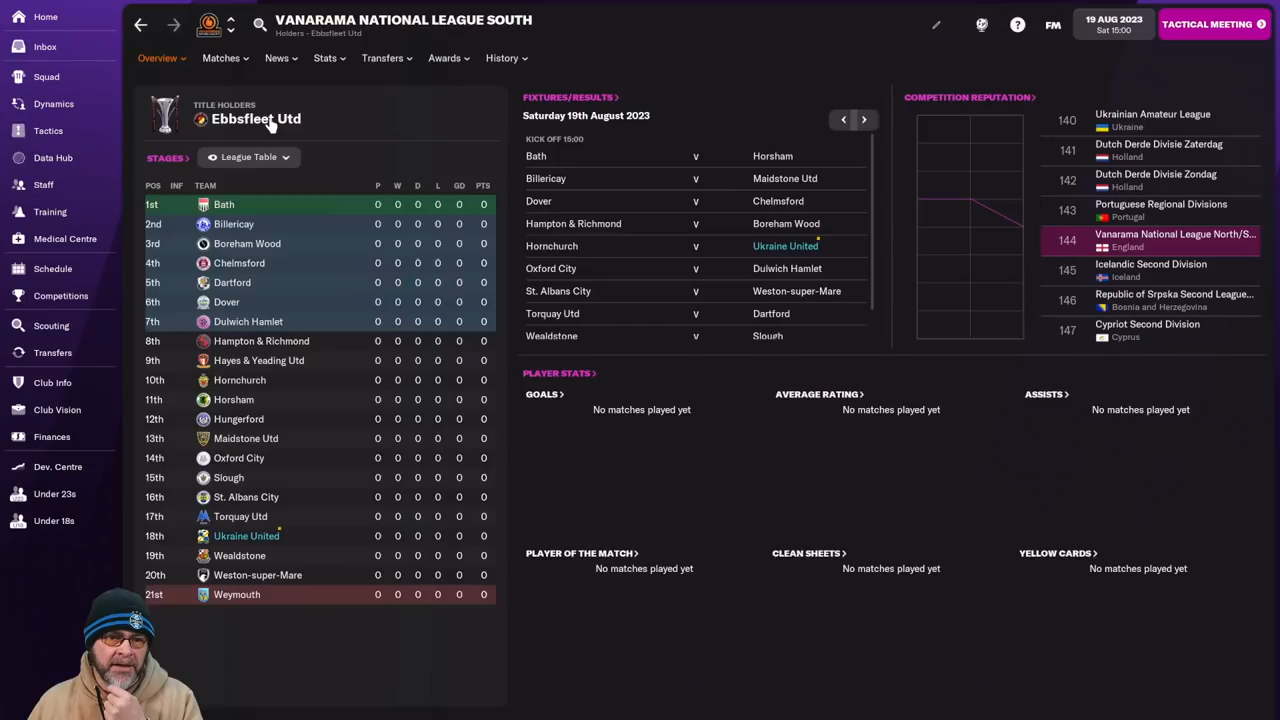 Home
Inbox
Squad
Dynamics
Tactics
Data Hub
Staff
Training
Medical Centre
Schedule
Competitions
Scouting
Transfers
Club Info
Club Vision
Finances
Dev. Centre
Under 23s
Under 18s
VANARAMA NATIONAL LEAGUE SOUTH
Holders - Ebbsfleet Utd
FM
19 AUG 2023
Sat 15:00
TACTICAL MEETING
Overview Matches News Stats Transfers Awards History
TITLE HOLDERS
Ebbsfleet Utd
STAGES> League Table
POS INF TEAM P W D L GD PTS
1st Bath 0 0 0 0 0 0
2nd Billericay 0 0 0 0 0 0
3rd Boreham Wood 0 0 0 0 0 0
4th Chelmsford 0 0 0 0 0 0
5th Dartford 0 0 0 0 0 0
6th Dover 0 0 0 0 0 0
7th Dulwich Hamlet 0 0 0 0 0 0
8th Hampton & Richmond 0 0 0 0 0 0
9th Hayes & Yeading Utd 0 0 0 0 0 0
10th Hornchurch 0 0 0 0 0 0
11th Horsham 0 0 0 0 0 0
12th Hungerford 0 0 0 0 0 0
13th Maidstone Utd 0 0 0 0 0 0
14th Oxford City 0 0 0 0 0 0
15th Slough 0 0 0 0 0 0
16th St. Albans City 0 0 0 0 0 0
17th Torquay Utd 0 0 0 0 0 0
18th Ukraine United 0 0 0 0 0 0
19th Wealdstone 0 0 0 0 0 0
20th Weston-super-Mare 0 0 0 0 0 0
21st Weymouth 0 0 0 0 0 0
FIXTURES/RESULTS>
Saturday 19th August 2023
KICK OFF 15:00
Bath v Horsham
Billericay v Maidstone Utd
Dover v Chelmsford
Hampton & Richmond v Boreham Wood
Hornchurch v Ukraine United
Oxford City v Dulwich Hamlet
St. Albans City v Weston-super-Mare
Torquay Utd v Dartford
Wealdstone v Slough
COMPETITION REPUTATION>
140 Ukrainian Amateur League
Ukraine
141 Dutch Derde Divisie Zaterdag
Holland
142 Dutch Derde Divisie Zondag
Holland
143 Portuguese Regional Divisions
Portugal
144 Vanarama National League North/S...
England
145 Icelandic Second Division
Iceland
146 Republic of Srpska Second League...
Bosnia and Herzegovina
147 Cypriot Second Division
Cyprus
PLAYER STATS>
GOALS>
No matches played yet
AVERAGE RATING>
No matches played yet
ASSISTS>
No matches played yet
PLAYER OF THE MATCH>
No matches played yet
CLEAN SHEETS>
No matches played yet
YELLOW CARDS>
No matches played yet